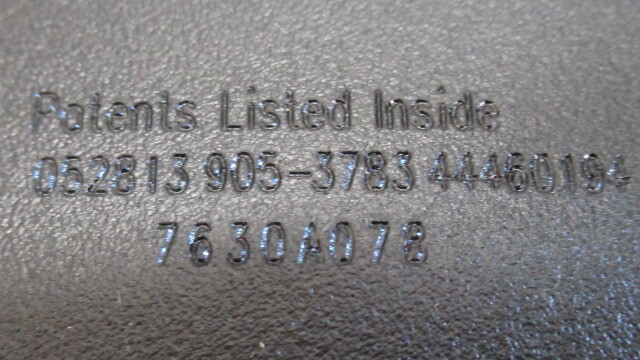 Patents Listed Inside
052813 905-3783 44460194
7630A078